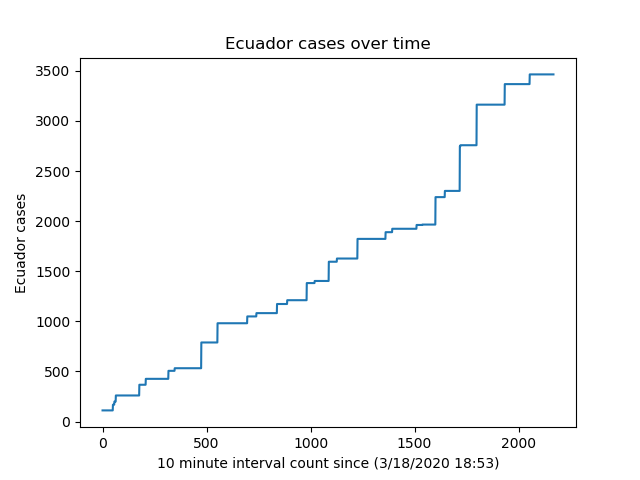 Ecuador cases over time
Ecuador cases
3500
3000
2500
2000
1500
1000
500
0
0 500 1000 1500 2000
10 minute interval count since (3/18/2020 18:53)